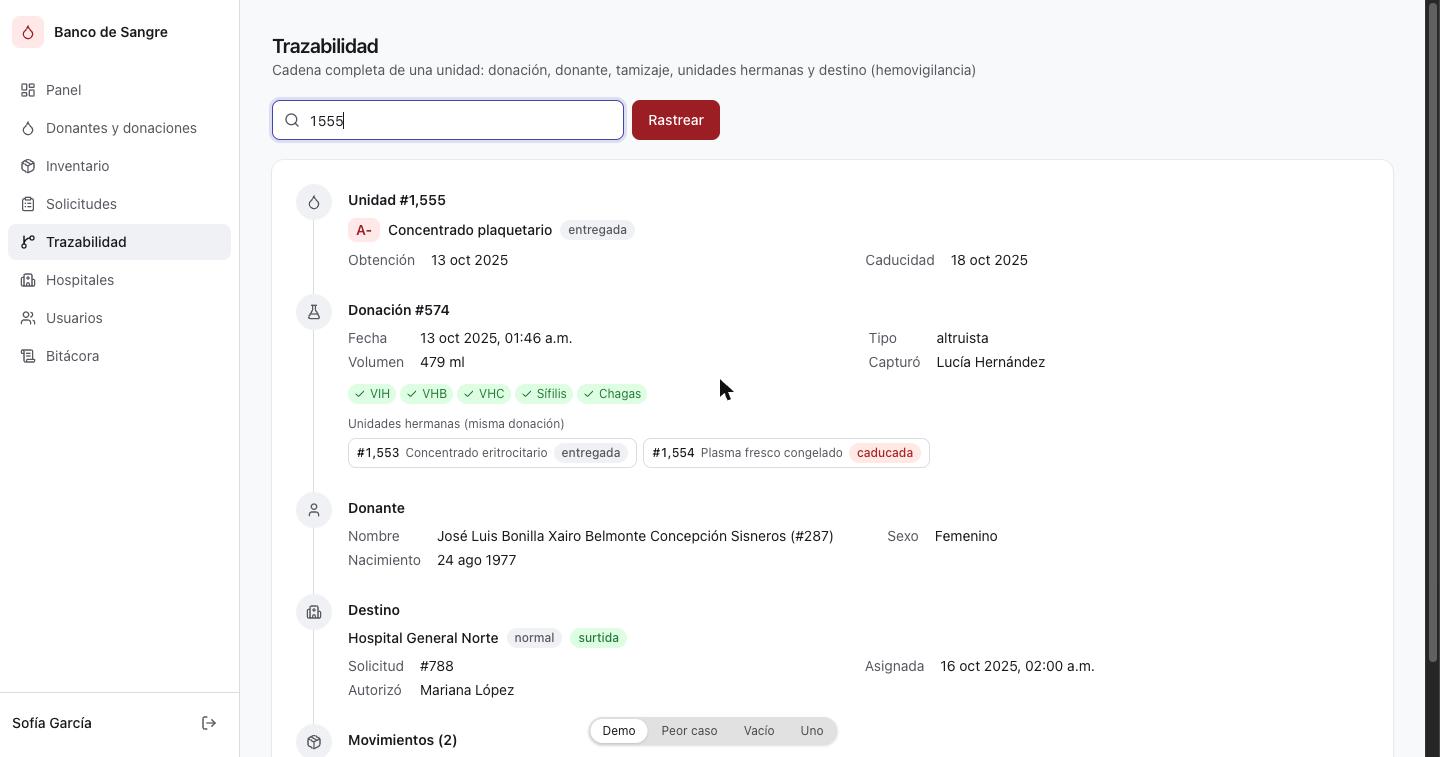 Banco de Sangre
Panel
Donantes y donaciones
Inventario
Solicitudes
Trazabilidad
Hospitales
Usuarios
Bitácora
Sofía García
Trazabilidad
Cadena completa de una unidad: donación, donante, tamizaje, unidades hermanas y destino (hemovigilancia)
1555 Rastrear
Unidad #1,555
A- Concentrado plaquetario entregada
Obtención 13 oct 2025 Caducidad 18 oct 2025
Donación #574
Fecha 13 oct 2025, 01:46 a.m. Tipo altruista
Volumen 479 ml Capturó Lucía Hernández
VIH VHB VHC Sífilis Chagas
Unidades hermanas (misma donación)
#1,553 Concentrado eritrocitario entregada #1,554 Plasma fresco congelado caducada
Donante
Nombre José Luis Bonilla Xairo Belmonte Concepción Sisneros (#287) Sexo Femenino
Nacimiento 24 ago 1977
Destino
Hospital General Norte normal surtida
Solicitud #788 Asignada 16 oct 2025, 02:00 a.m.
Autorizó Mariana López
Movimientos (2)
Demo Peor caso Vacío Uno